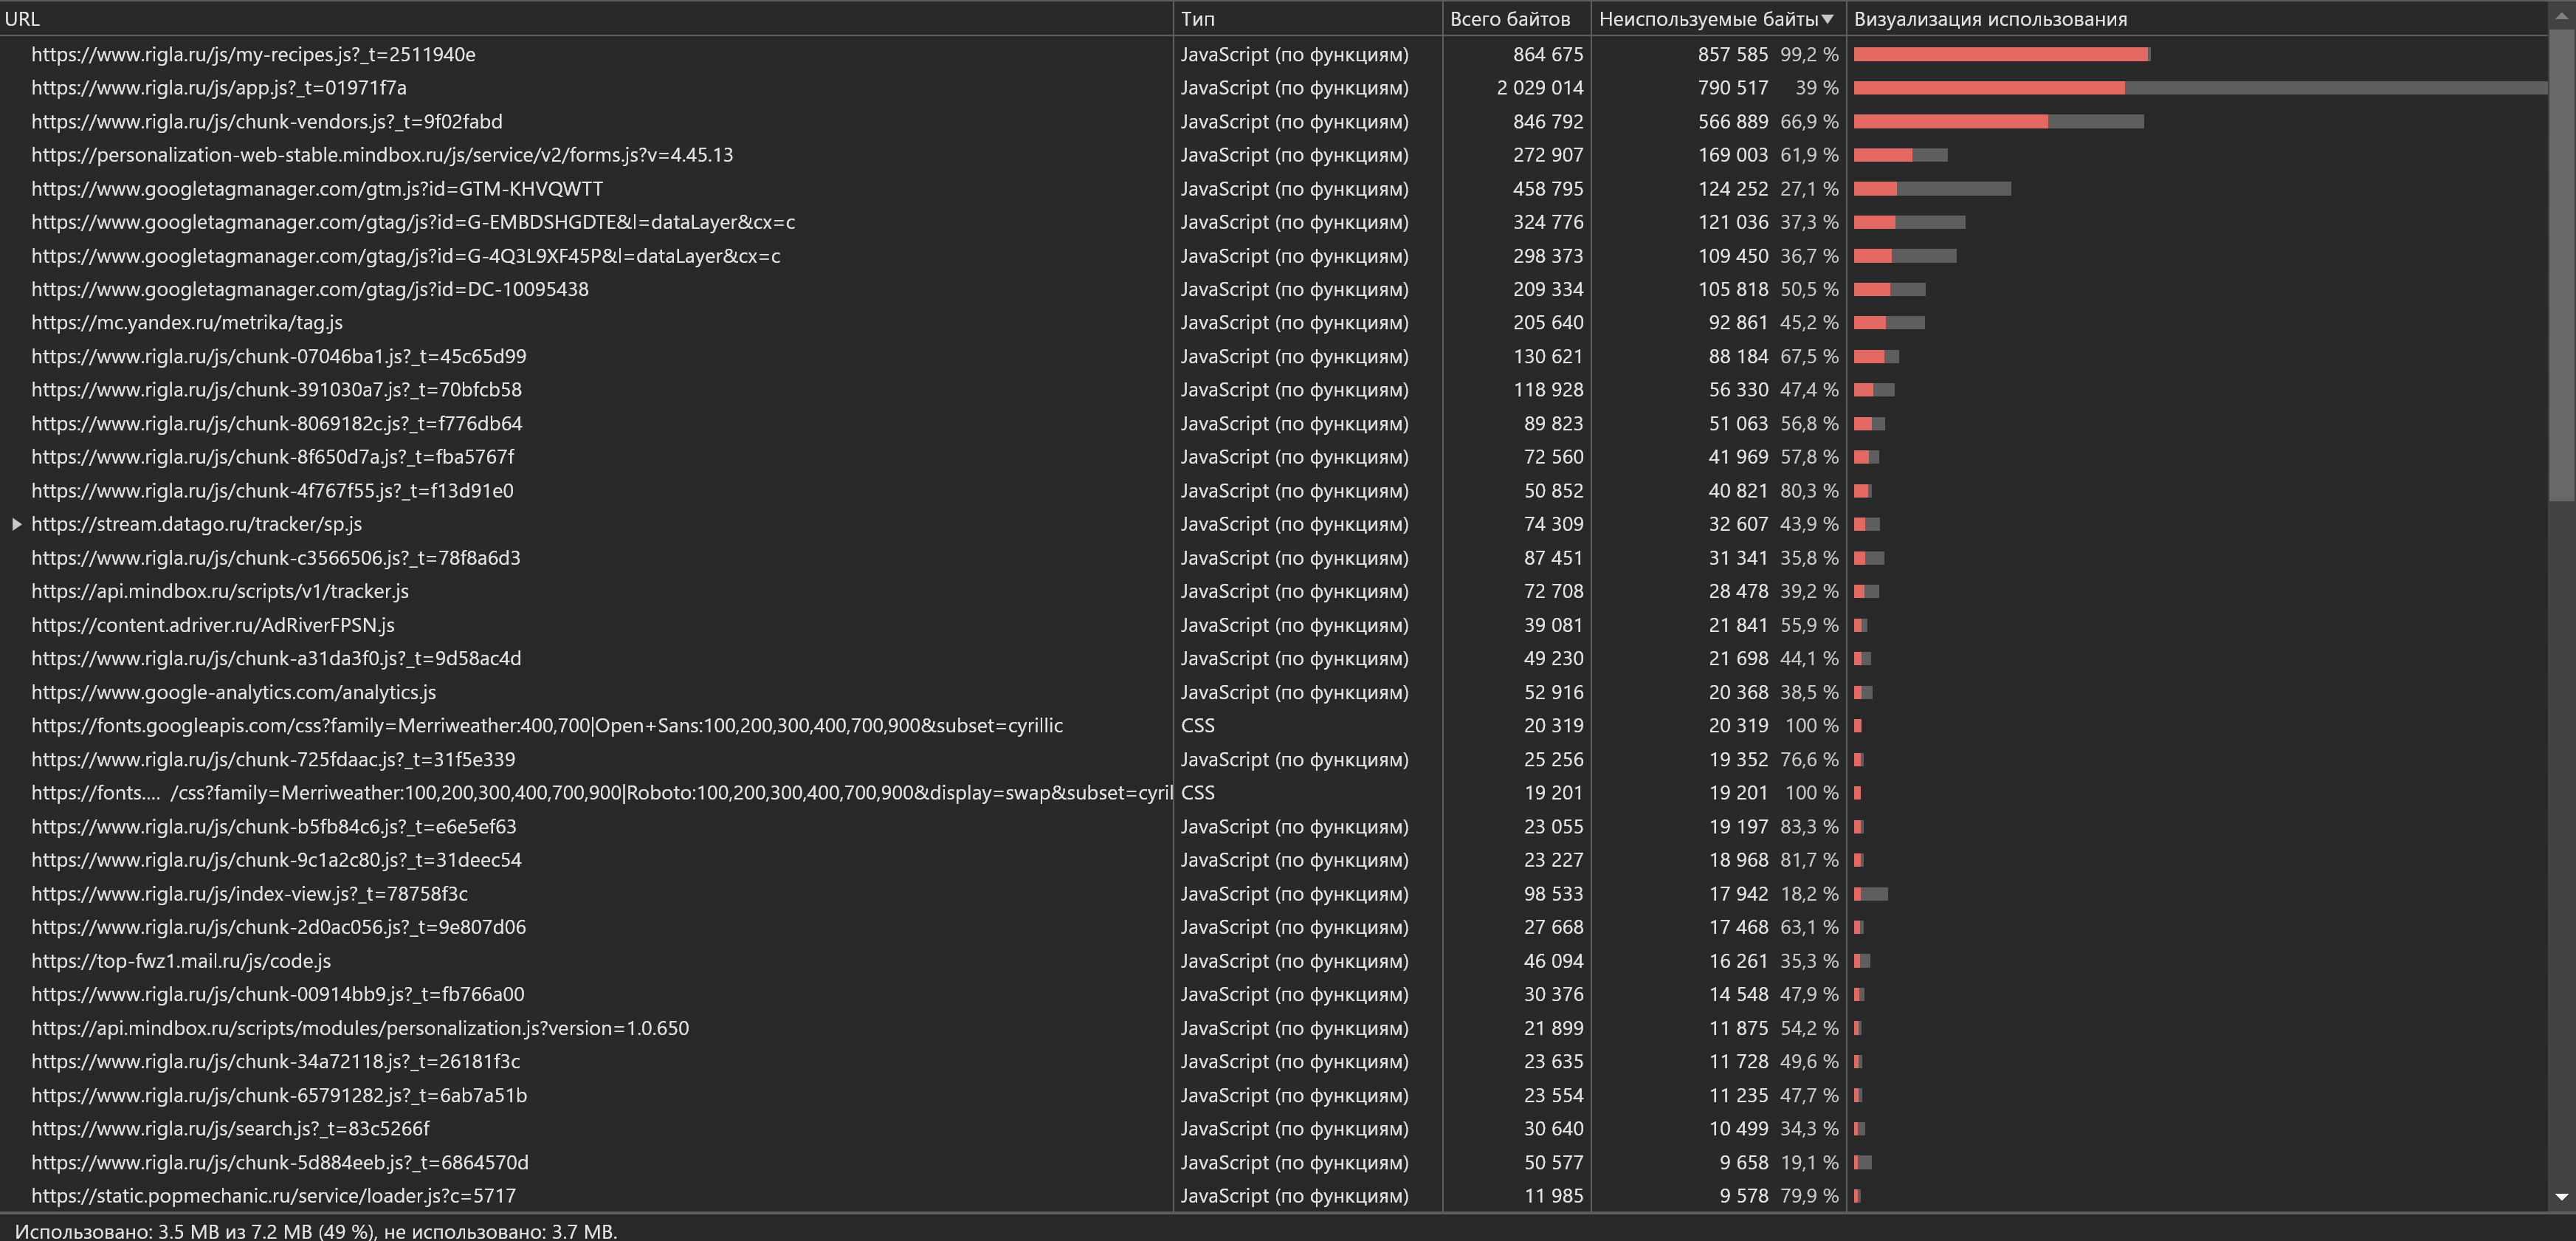 URL Тип Всего байтов Неиспользуемые байты Визуализация использования
https://www.rigla.ru/js/my-recipes.js?_t=2511940e JavaScript (по функциям) 864 675 857 585 99,2 %
https://www.rigla.ru/js/app.js?_t=01971f7a JavaScript (по функциям) 2 029 014 790 517 39 %
https://www.rigla.ru/js/chunk-vendors.js?_t=9f02fabd JavaScript (по функциям) 846 792 566 889 66,9 %
https://personalization-web-stable.mindbox.ru/js/service/v2/forms.js?v=4.45.13 JavaScript (по функциям) 272 907 169 003 61,9 %
https://www.googletagmanager.com/gtm.js?id=GTM-KHVQWTT JavaScript (по функциям) 458 795 124 252 27,1 %
https://www.googletagmanager.com/gtag/js?id=G-EMBDSHGDTE&l=dataLayer&cx=c JavaScript (по функциям) 324 776 121 036 37,3 %
https://www.googletagmanager.com/gtag/js?id=G-4Q3L9XF45P&l=dataLayer&cx=c JavaScript (по функциям) 298 373 109 450 36,7 %
https://www.googletagmanager.com/gtag/js?id=DC-10095438 JavaScript (по функциям) 209 334 105 818 50,5 %
https://mc.yandex.ru/metrika/tag.js JavaScript (по функциям) 205 640 92 861 45,2 %
https://www.rigla.ru/js/chunk-07046ba1.js?_t=45c65d99 JavaScript (по функциям) 130 621 88 184 67,5 %
https://www.rigla.ru/js/chunk-391030a7.js?_t=70bfcb58 JavaScript (по функциям) 118 928 56 330 47,4 %
https://www.rigla.ru/js/chunk-8069182c.js?_t=f776db64 JavaScript (по функциям) 89 823 51 063 56,8 %
https://www.rigla.ru/js/chunk-8f650d7a.js?_t=fba5767f JavaScript (по функциям) 72 560 41 969 57,8 %
https://www.rigla.ru/js/chunk-4f767f55.js?_t=f13d91e0 JavaScript (по функциям) 50 852 40 821 80,3 %
https://stream.datago.ru/tracker/sp.js JavaScript (по функциям) 74 309 32 607 43,9 %
https://www.rigla.ru/js/chunk-c3566506.js?_t=78f8a6d3 JavaScript (по функциям) 87 451 31 341 35,8 %
https://api.mindbox.ru/scripts/v1/tracker.js JavaScript (по функциям) 72 708 28 478 39,2 %
https://content.adriver.ru/AdRiverFPSN.js JavaScript (по функциям) 39 081 21 841 55,9 %
https://www.rigla.ru/js/chunk-a31da3f0.js?_t=9d58ac4d JavaScript (по функциям) 49 230 21 698 44,1 %
https://www.google-analytics.com/analytics.js JavaScript (по функциям) 52 916 20 368 38,5 %
https://fonts.googleapis.com/css?family=Merriweather:400,700|Open+Sans:100,200,300,400,700,900&subset=cyrillic CSS 20 319 20 319 100 %
https://www.rigla.ru/js/chunk-725fdaac.js?_t=31f5e339 JavaScript (по функциям) 25 256 19 352 76,6 %
https://fonts.… /css?family=Merriweather:100,200,300,400,700,900|Roboto:100,200,300,400,700,900&display=swap&subset=cyril CSS 19 201 19 201 100 %
https://www.rigla.ru/js/chunk-b5fb84c6.js?_t=e6e5ef63 JavaScript (по функциям) 23 055 19 197 83,3 %
https://www.rigla.ru/js/chunk-9c1a2c80.js?_t=31deec54 JavaScript (по функциям) 23 227 18 968 81,7 %
https://www.rigla.ru/js/index-view.js?_t=78758f3c JavaScript (по функциям) 98 533 17 942 18,2 %
https://www.rigla.ru/js/chunk-2d0ac056.js?_t=9e807d06 JavaScript (по функциям) 27 668 17 468 63,1 %
https://top-fwz1.mail.ru/js/code.js JavaScript (по функциям) 46 094 16 261 35,3 %
https://www.rigla.ru/js/chunk-00914bb9.js?_t=fb766a00 JavaScript (по функциям) 30 376 14 548 47,9 %
https://api.mindbox.ru/scripts/modules/personalization.js?version=1.0.650 JavaScript (по функциям) 21 899 11 875 54,2 %
https://www.rigla.ru/js/chunk-34a72118.js?_t=26181f3c JavaScript (по функциям) 23 635 11 728 49,6 %
https://www.rigla.ru/js/chunk-65791282.js?_t=6ab7a51b JavaScript (по функциям) 23 554 11 235 47,7 %
https://www.rigla.ru/js/search.js?_t=83c5266f JavaScript (по функциям) 30 640 10 499 34,3 %
https://www.rigla.ru/js/chunk-5d884eeb.js?_t=6864570d JavaScript (по функциям) 50 577 9 658 19,1 %
https://static.popmechanic.ru/service/loader.js?c=5717 JavaScript (по функциям) 11 985 9 578 79,9 %
Использовано: 3.5 MB из 7.2 MB (49 %), не использовано: 3.7 MB.